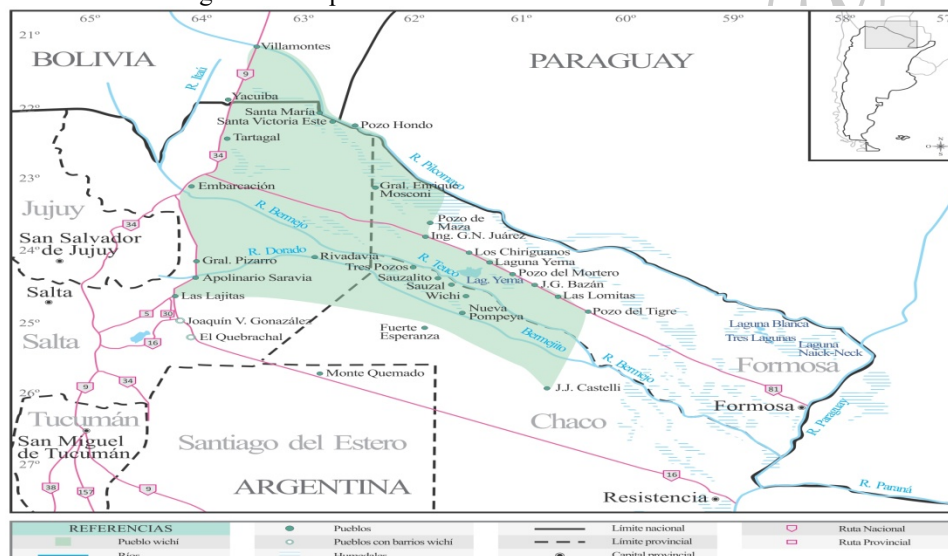 65°
64°
63°
62°
61°
60°
59°
58°
57°
21°
BOLIVIA
Villamontes
PARAGUAY
R. Itaú
9
22°
Yacuiba
Santa María
Santa Victoria Este
Pozo Hondo
Tartagal
34
R. Pilcomayo
23°
Embarcación
Gral. Enrique
Mosconi
Jujuy
34
R. Bermejo
Pozo de
Maza
Ing. G.N. Juárez
San Salvador
de Jujuy
24°
R. Dorado
Los Chiriguanos
Gral. Pizarro
Rivadavia
R. Teuco
Laguna Yema
Tres Pozos
Pozo del Mortero
Apolinario Saravia
Sauzalito
Lag. Yema
J.G. Bazán
Salta
Sauzal
Las Lajitas
Wichi
Las Lomitas
Nueva
Pompeya
Pozo del Tigre
25°
5
30
Joaquín V. Gonazález
Fuerte
Esperanza
Laguna Blanca
Salta
16
El Quebrachal
Bermejito
Tres Lagunas
Laguna
Naick-Neck
R. Bermejo
Formosa
Monte Quemado
9
34
81
26°
J.J. Castelli
Tucumán
Chaco
Formosa
R. Paraguay
San Miguel
de Tucumán
Santiago del Estero
27°
16
38
157
9
ARGENTINA
Resistencia
R. Paraná
REFERENCIAS
Pueblos
Límite nacional
Ruta Nacional
Pueblo wichí
Pueblos con barrios wichí
Límite provincial
Ruta Provincial
Ríos
Humedales
Capital provincial